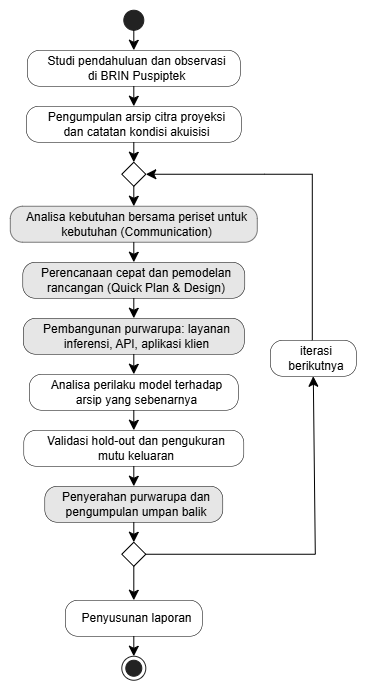 Studi pendahuluan dan observasi
di BRIN Puspiptek
Pengumpulan arsip citra proyeksi
dan catatan kondisi akuisisi
Analisa kebutuhan bersama periset untuk
kebutuhan (Communication)
Perencanaan cepat dan pemodelan
rancangan (Quick Plan & Design)
Pembangunan purwarupa: layanan
inferensi, API, aplikasi klien
iterasi
berikutnya
Analisa perilaku model terhadap
arsip yang sebenarnya
Validasi hold-out dan pengukuran
mutu keluaran
Penyerahan purwarupa dan
pengumpulan umpan balik
Penyusunan laporan